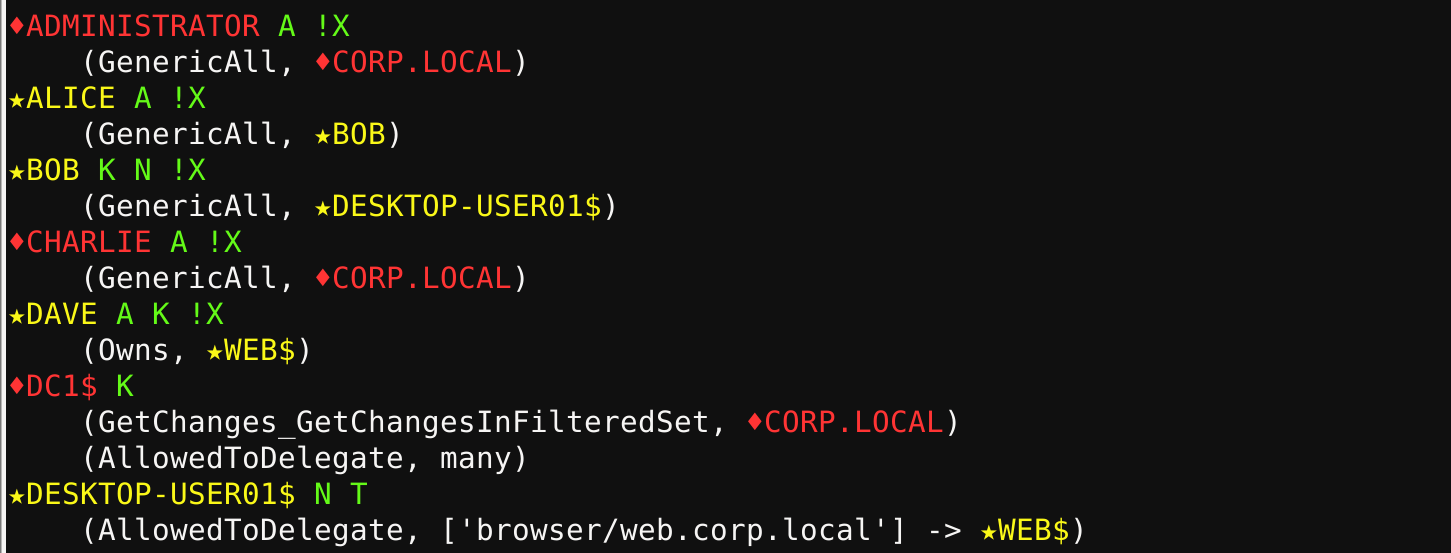 ♦ADMINISTRATOR A !X
    (GenericAll, ♦CORP.LOCAL)
★ALICE A !X
    (GenericAll, ★BOB)
★BOB K N !X
    (GenericAll, ★DESKTOP-USER01$)
♦CHARLIE A !X
    (GenericAll, ♦CORP.LOCAL)
★DAVE A K !X
    (Owns, ★WEB$)
♦DC1$ K
    (GetChanges_GetChangesInFilteredSet, ♦CORP.LOCAL)
    (AllowedToDelegate, many)
★DESKTOP-USER01$ N T
    (AllowedToDelegate, ['browser/web.corp.local'] -> ★WEB$)